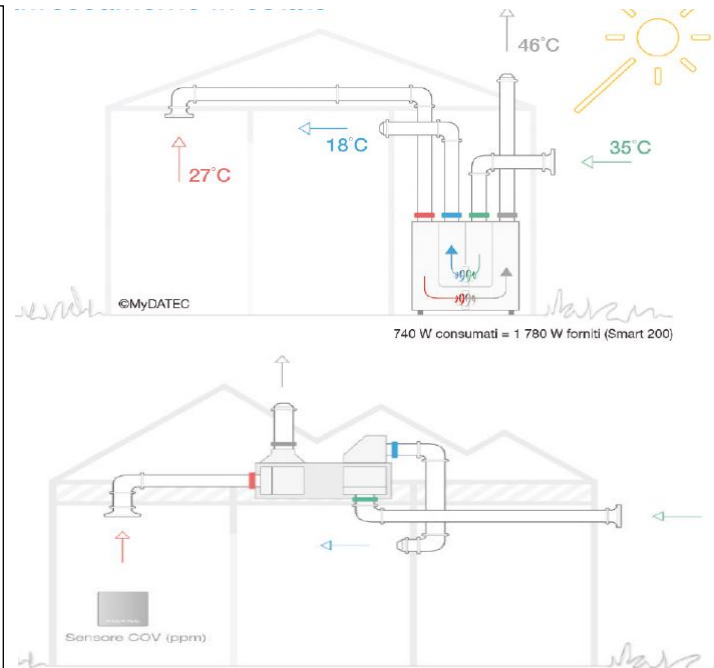 46°C
18°C
35°C
27°C
©MyDATEC
740 W consumati = 1 780 W forniti (Smart 200)
Sensore COV (ppm)